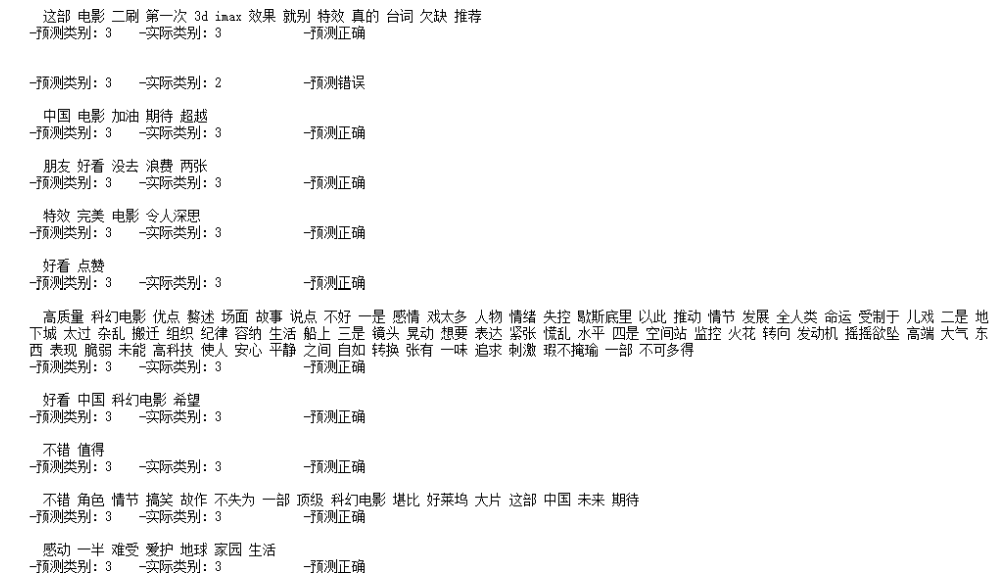 这部 电影 二刷 第一次 3d imax 效果 就别 特效 真的 台词 欠缺 推荐
-预测类别: 3 -实际类别: 3 -预测正确
-预测类别: 3 -实际类别: 2 -预测错误
中国 电影 加油 期待 超越
-预测类别: 3 -实际类别: 3 -预测正确
朋友 好看 没去 浪费 两张
-预测类别: 3 -实际类别: 3 -预测正确
特效 完美 电影 令人深思
-预测类别: 3 -实际类别: 3 -预测正确
好看 点赞
-预测类别: 3 -实际类别: 3 -预测正确
高质量 科幻电影 优点 赘述 场面 故事 说点 不好 一是 感情 戏太多 人物 情绪 失控 歇斯底里 以此 推动 情节 发展 全人类 命运 受制于 儿戏 二是 地
下城 太过 杂乱 搬迁 组织 纪律 容纳 生活 船上 三是 镜头 晃动 想要 表达 紧张 慌乱 水平 四是 空间站 监控 火花 转向 发动机 摇摇欲坠 高端 大气 东
西 表现 脆弱 未能 高科技 使人 安心 平静 之间 自如 转换 张有 一味 追求 刺激 瑕不掩瑜 一部 不可多得
-预测类别: 3 -实际类别: 3 -预测正确
好看 中国 科幻电影 希望
-预测类别: 3 -实际类别: 3 -预测正确
不错 值得
-预测类别: 3 -实际类别: 3 -预测正确
不错 角色 情节 搞笑 故作 不失为 一部 顶级 科幻电影 堪比 好莱坞 大片 这部 中国 未来 期待
-预测类别: 3 -实际类别: 3 -预测正确
感动 一半 难受 爱护 地球 家园 生活
-预测类别: 3 -实际类别: 3 -预测正确